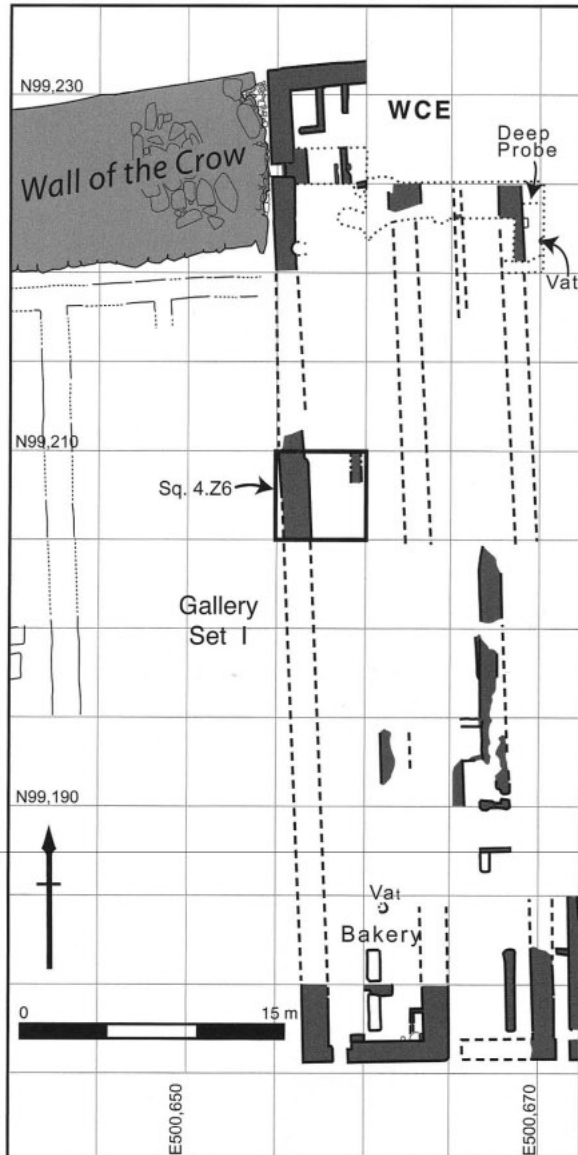 N99,230
WCE
Deep
Probe
Wall of the Crow
Vat
N99,210
Sq. 4.Z6
Gallery
Set I
N99,190
Vat
Bakery
0
15 m
E500,650
E500,670